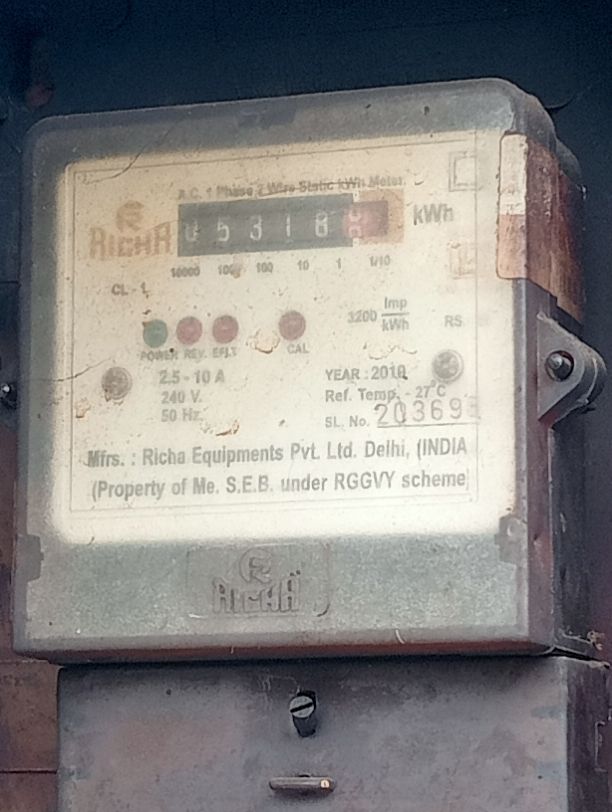 A.C. 1 Phase 2 Wire Static kWh Meter
RICHA
05318
kWh
10000 1000 100 10 1 1/10
CL - 1
3200 Imp/kWh
RS
POWER REV. EFLT CAL
2.5 - 10 A
240 V.
50 Hz.
YEAR : 2010
Ref. Temp. - 27°C
SL. No. 203693
Mfrs. : Richa Equipments Pvt. Ltd. Delhi, (INDIA
(Property of Me. S.E.B. under RGGVY scheme
RICHA